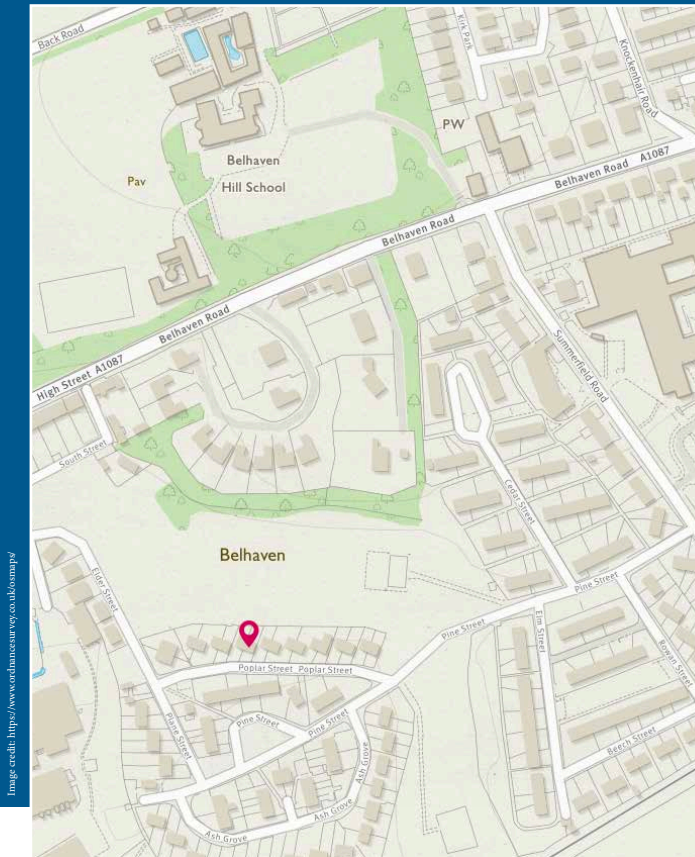 Back Road
Kirk Park
Knockenhair Road
PW
Belhaven
Hill School
Pav
Belhaven Road A1087
Belhaven Road
Belhaven Road
High Street A1087
Summerfield Road
South Street
Cedar Street
Belhaven
Elder Street
Pine Street
Pine Street
Elm Street
Rowan Street
Poplar Street Poplar Street
Pine Street
Pine Street
Plane Street
Beech Street
Ash Grove
Ash Grove
Ash Grove
Image credit: https://www.ordnancesurvey.co.uk/osmaps/